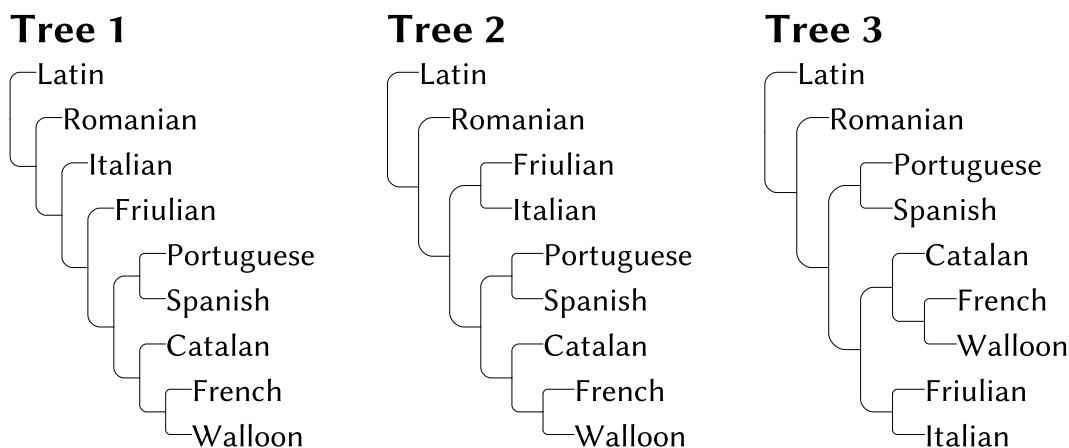 Tree 1
Latin
Romanian
Italian
Friulian
Portuguese
Spanish
Catalan
French
Walloon
Tree 2
Latin
Romanian
Friulian
Italian
Portuguese
Spanish
Catalan
French
Walloon
Tree 3
Latin
Romanian
Portuguese
Spanish
Catalan
French
Walloon
Friulian
Italian